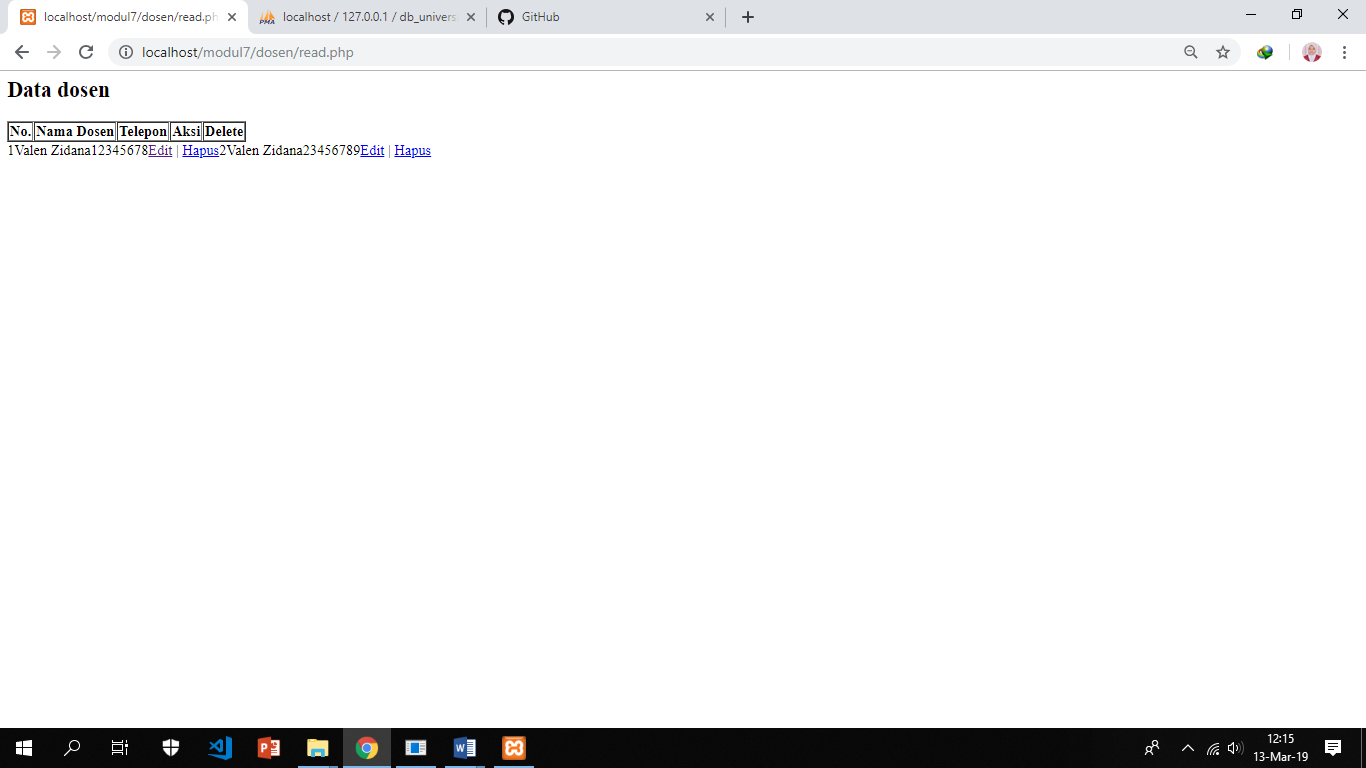 localhost/modul7/dosen/read.ph
localhost / 127.0.0.1 / db_univers
GitHub
localhost/modul7/dosen/read.php
Data dosen
No. Nama Dosen Telepon Aksi Delete
1Valen Zidana12345678Edit | Hapus2Valen Zidana23456789Edit | Hapus
12:15
13-Mar-19